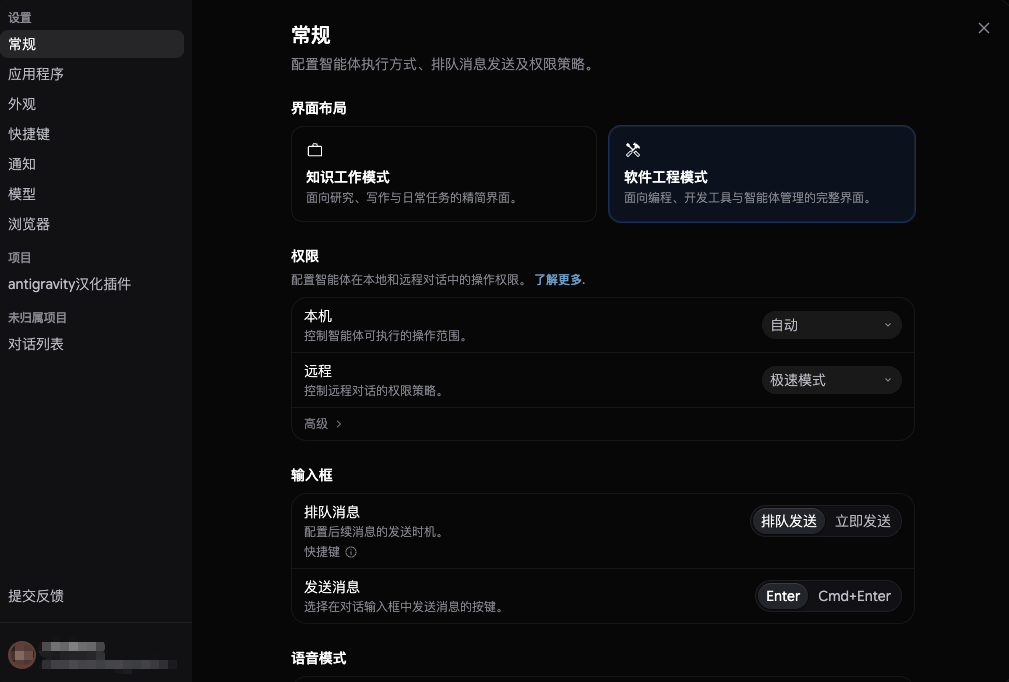 设置
常规
应用程序
外观
快捷键
通知
模型
浏览器
项目
antigravity汉化插件
未归属项目
对话列表
提交反馈
常规
配置智能体执行方式、排队消息发送及权限策略。
界面布局
知识工作模式
面向研究、写作与日常任务的精简界面。
软件工程模式
面向编程、开发工具与智能体管理的完整界面。
权限
配置智能体在本地和远程对话中的操作权限。 了解更多.
本机
控制智能体可执行的操作范围。
自动
远程
控制远程对话的权限策略。
极速模式
高级
输入框
排队消息
配置后续消息的发送时机。
快捷键
排队发送 立即发送
发送消息
选择在对话输入框中发送消息的按键。
Enter Cmd+Enter
语音模式